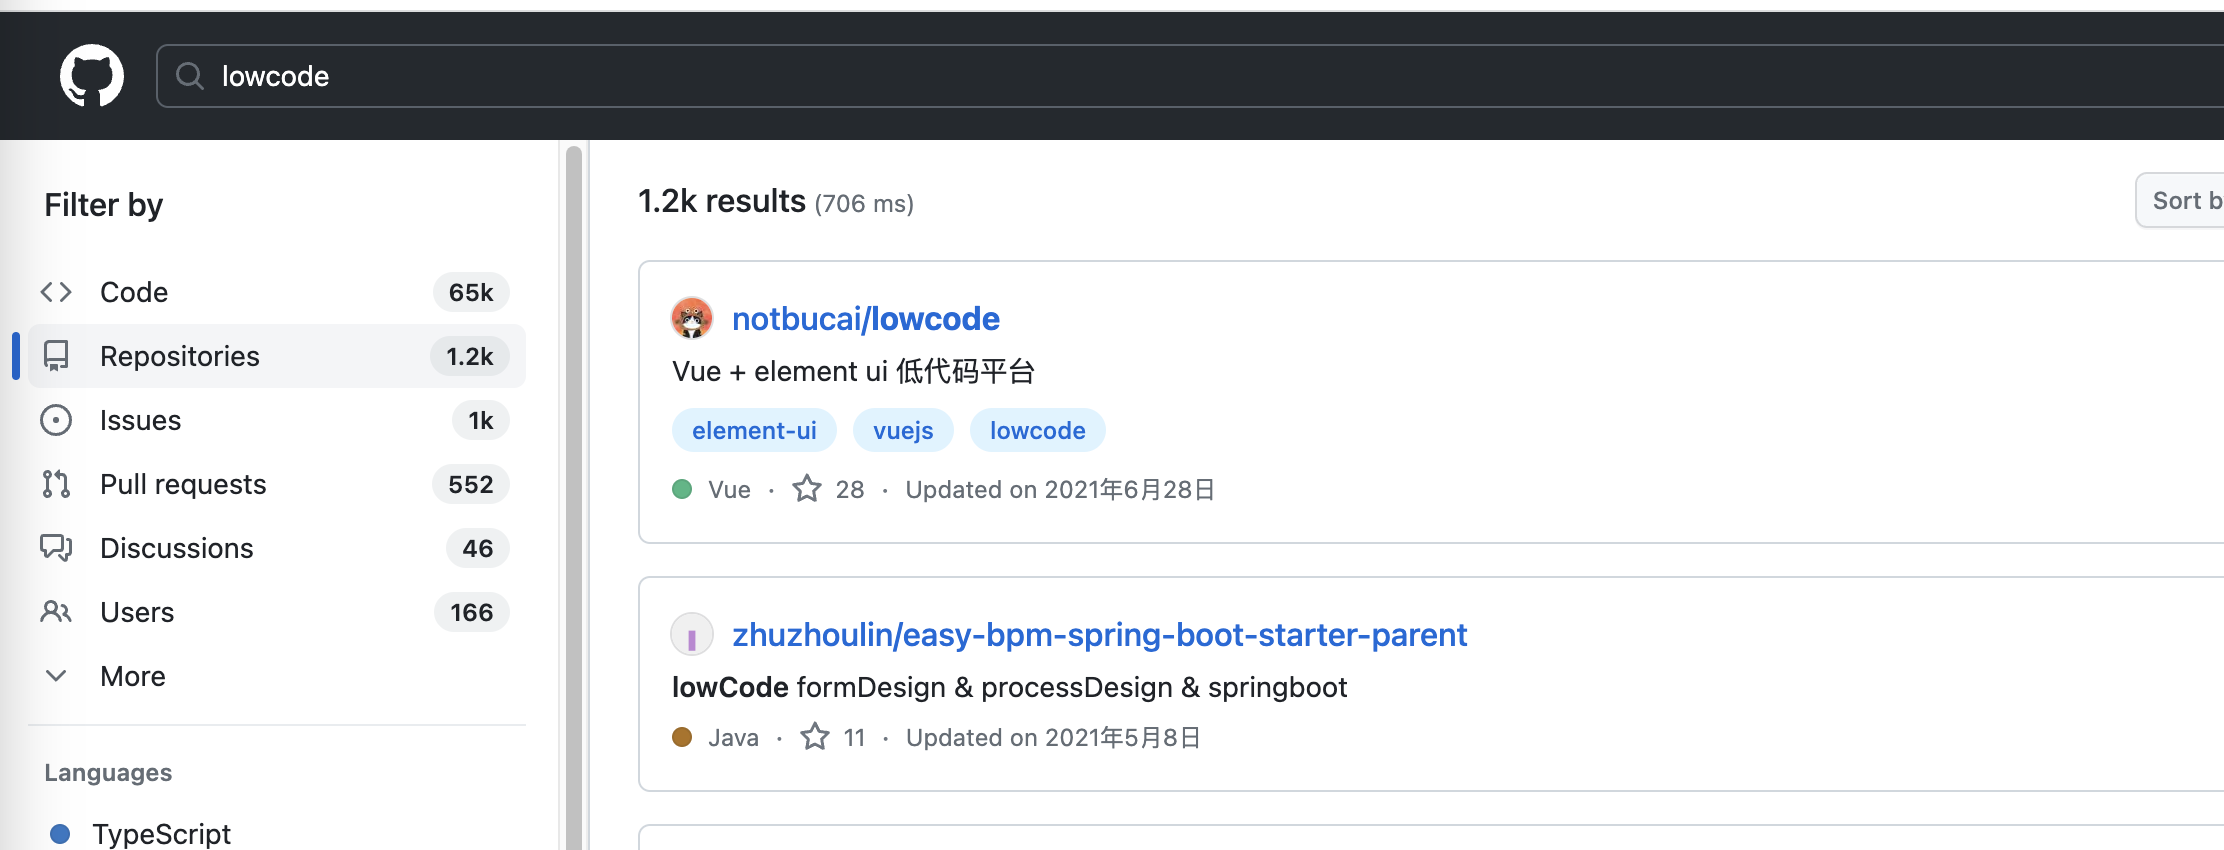 lowcode
Filter by
Code 65k
Repositories 1.2k
Issues 1k
Pull requests 552
Discussions 46
Users 166
More
Languages
TypeScript
1.2k results (706 ms)
Sort b
notbucai/lowcode
Vue + element ui 低代码平台
element-ui vuejs lowcode
Vue · 28 · Updated on 2021年6月28日
zhuzhoulin/easy-bpm-spring-boot-starter-parent
lowCode formDesign & processDesign & springboot
Java · 11 · Updated on 2021年5月8日